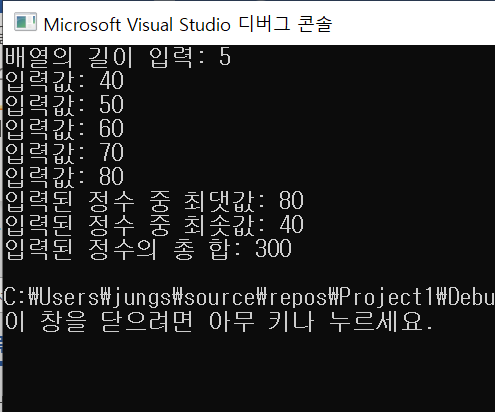 Microsoft Visual Studio 디버그 콘솔
배열의 길이 입력: 5
입력값: 40
입력값: 50
입력값: 60
입력값: 70
입력값: 80
입력된 정수 중 최댓값: 80
입력된 정수 중 최솟값: 40
입력된 정수의 총 합: 300
C:₩Users₩jungs₩source₩repos₩Project1₩Debu
이 창을 닫으려면 아무 키나 누르세요.